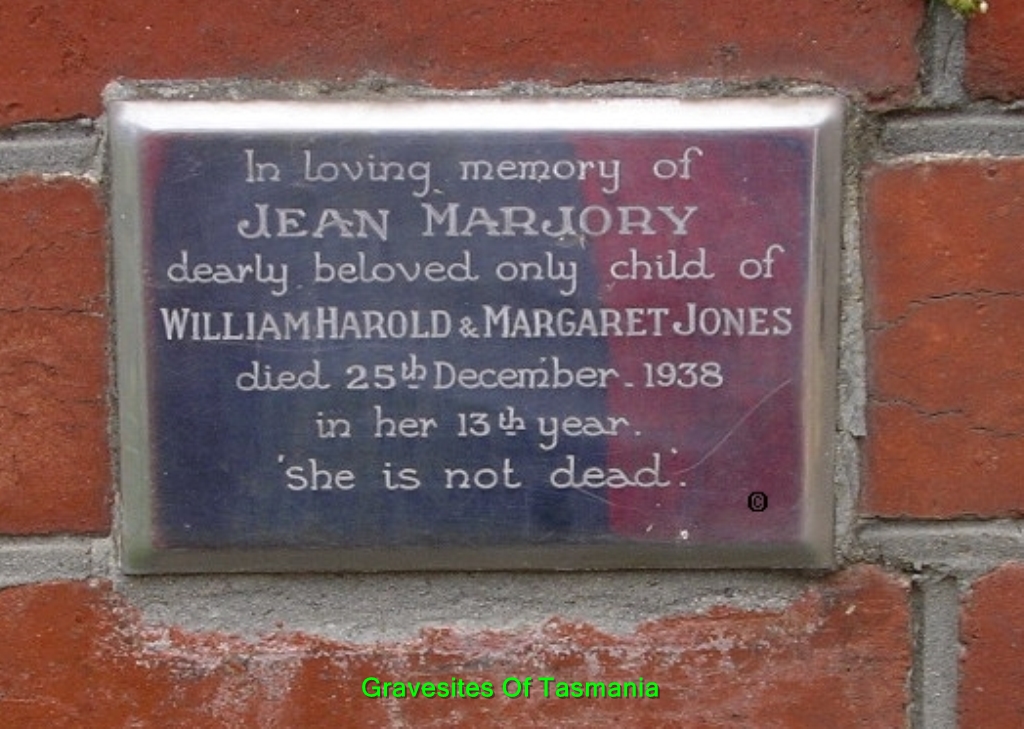 In loving memory of
JEAN MARJORY
dearly beloved only child of
WILLIAM HAROLD & MARGARET JONES
died 25th December. 1938
in her 13th year.
'she is not dead'.
©
Gravesites Of Tasmania